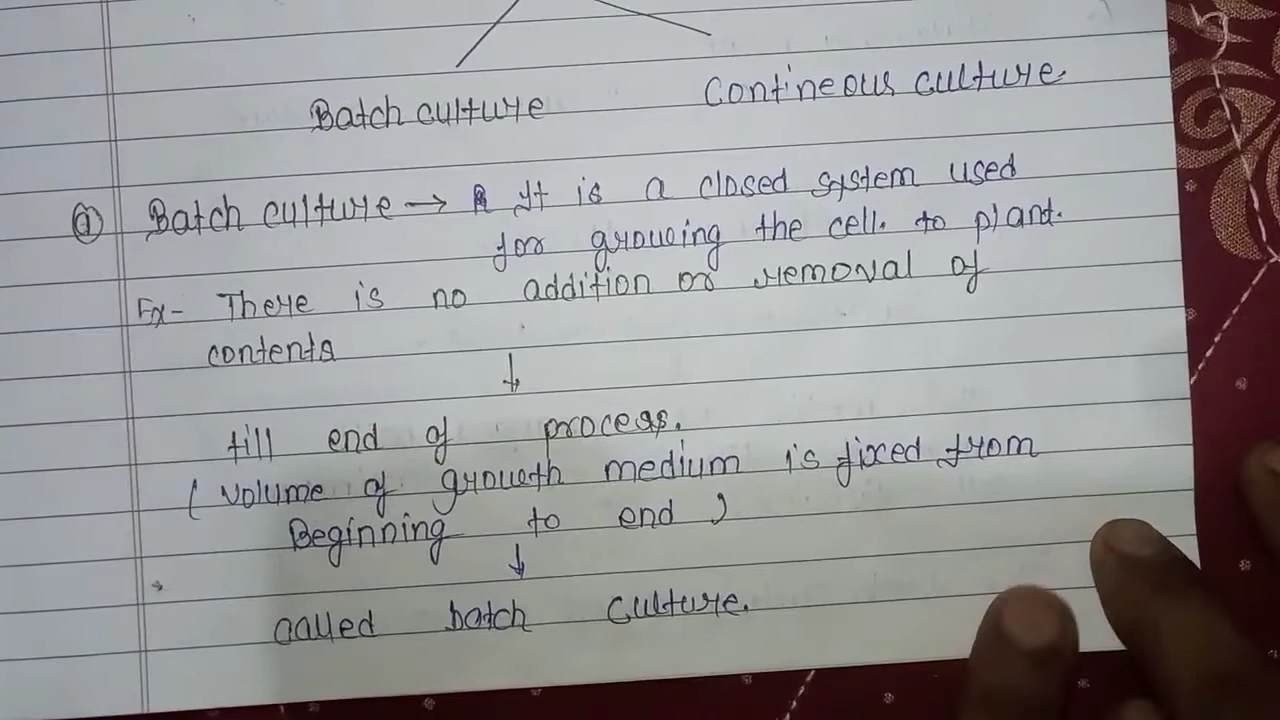 Batch culture
Contineous culture
a Batch culture → It is a closed system used
for groueing the cell. to plant.
Ex- There is no addition or removal of
contents
↓
till end of process.
( volume of groueth medium is fixed from
Beginning to end )
↓
called batch culture.